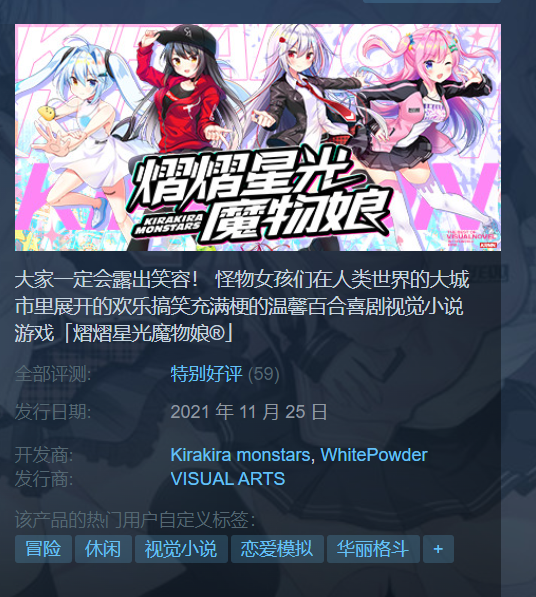 熠熠星光
魔物娘
KIRAKIRA
MONSTARS
大家一定会露出笑容！ 怪物女孩们在人类世界的大城
市里展开的欢乐搞笑充满梗的温馨百合喜剧视觉小说
游戏「熠熠星光魔物娘®」
全部评测: 特别好评 (59)
发行日期: 2021 年 11 月 25 日
开发商: Kirakira monstars, WhitePowder
发行商: VISUAL ARTS
该产品的热门用户自定义标签:
冒险 休闲 视觉小说 恋爱模拟 华丽格斗 +